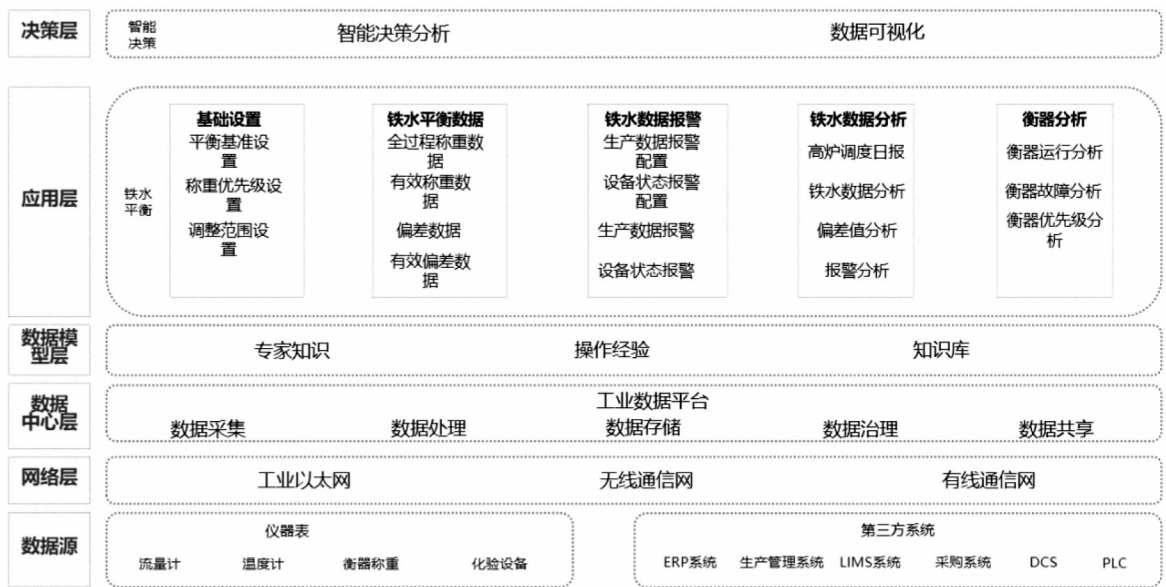 决策层
智能
决策
智能决策分析
数据可视化
应用层
铁水
平衡
基础设置
平衡基准设
置
称重优先级设
置
调整范围设
置
铁水平衡数据
全过程称重数
据
有效称重数
据
偏差数据
有效偏差数
据
铁水数据报警
生产数据报警
配置
设备状态报警
配置
生产数据报警
设备状态报警
铁水数据分析
高炉调度日报
铁水数据分析
偏差值分析
报警分析
衡器分析
衡器运行分析
衡器故障分析
衡器优先级分
析
数据模
型层
专家知识
操作经验
知识库
数据
中心层
工业数据平台
数据采集
数据处理
数据存储
数据治理
数据共享
网络层
工业以太网
无线通信网
有线通信网
数据源
仪器表
流量计
温度计
衡器称重
化验设备
第三方系统
ERP系统
生产管理系统
LIMS系统
采购系统
DCS
PLC